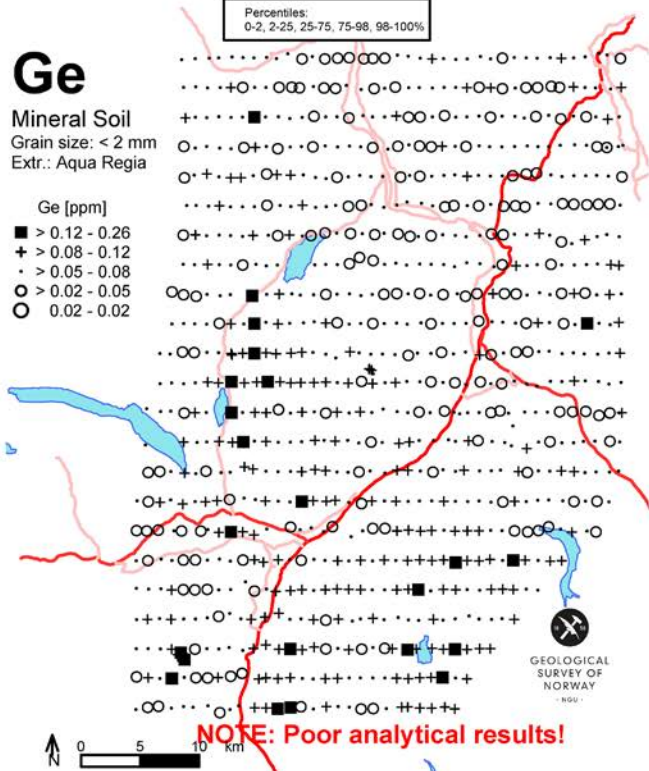 Percentiles:
0-2, 2-25, 25-75, 75-98, 98-100%
Ge
Mineral Soil
Grain size: < 2 mm
Extr.: Aqua Regia
Ge [ppm]
> 0.12 - 0.26
> 0.08 - 0.12
> 0.05 - 0.08
> 0.02 - 0.05
0.02 - 0.02
GEOLOGICAL
SURVEY OF
NORWAY
- NGU -
NOTE: Poor analytical results!
N
0 5 10 km